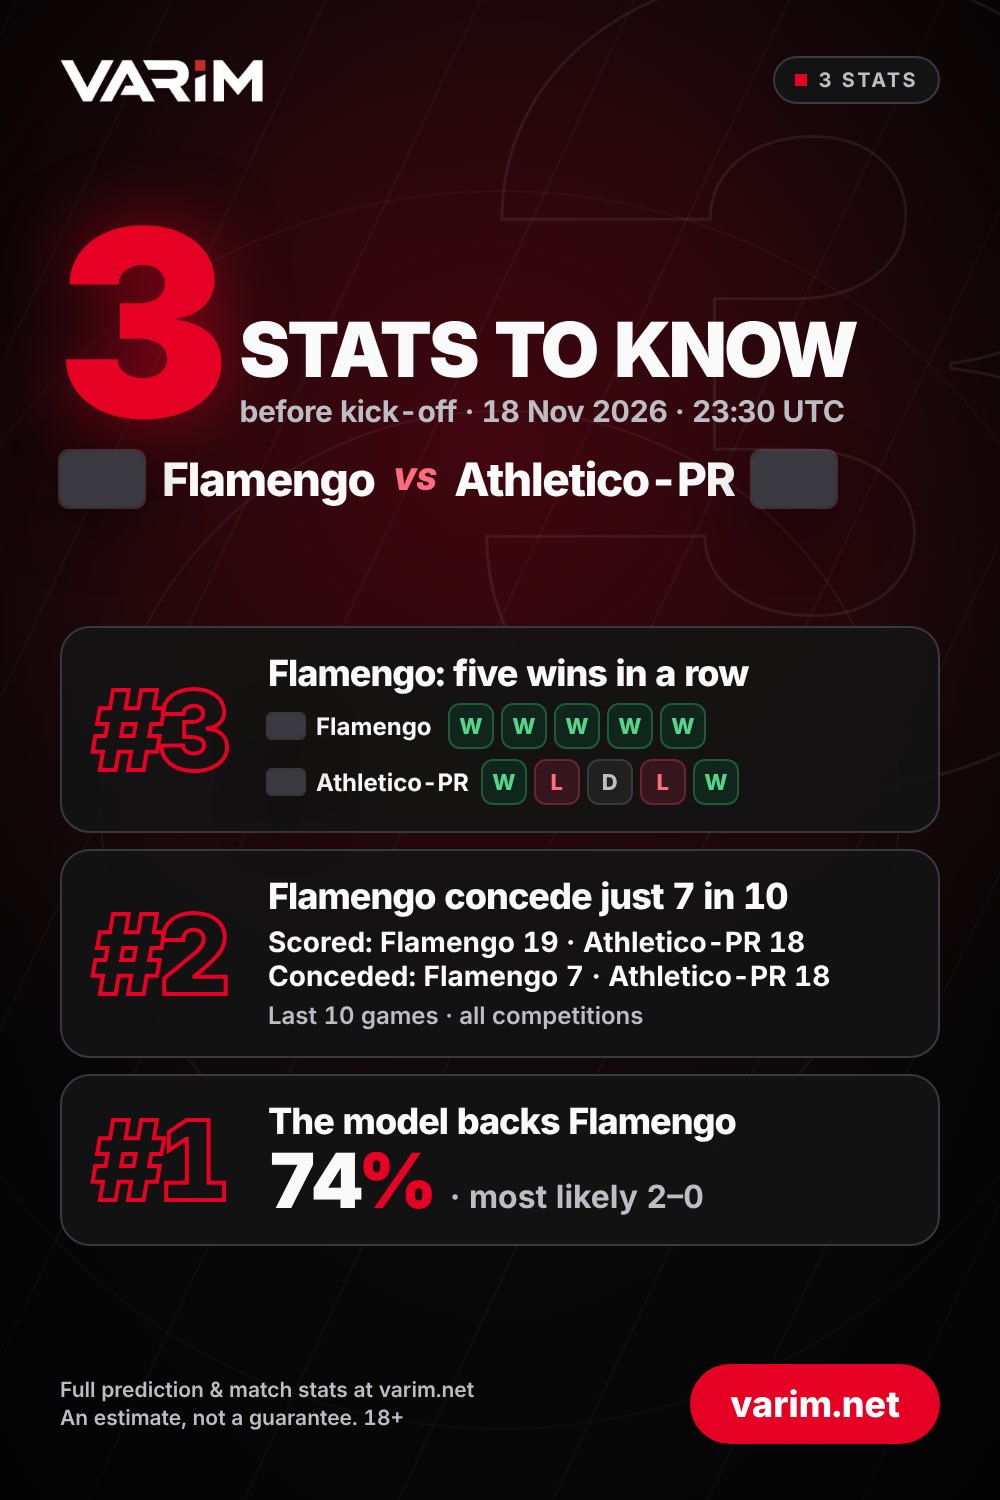 VARiM
3 STATS
3 STATS TO KNOW
before kick-off · 18 Nov 2026 · 23:30 UTC
Flamengo vs Athletico-PR
#3
Flamengo: five wins in a row
Flamengo W W W W W
Athletico-PR W L D L W
#2
Flamengo concede just 7 in 10
Scored: Flamengo 19 · Athletico-PR 18
Conceded: Flamengo 7 · Athletico-PR 18
Last 10 games · all competitions
#1
The model backs Flamengo
74% · most likely 2–0
Full prediction & match stats at varim.net
An estimate, not a guarantee. 18+
varim.net